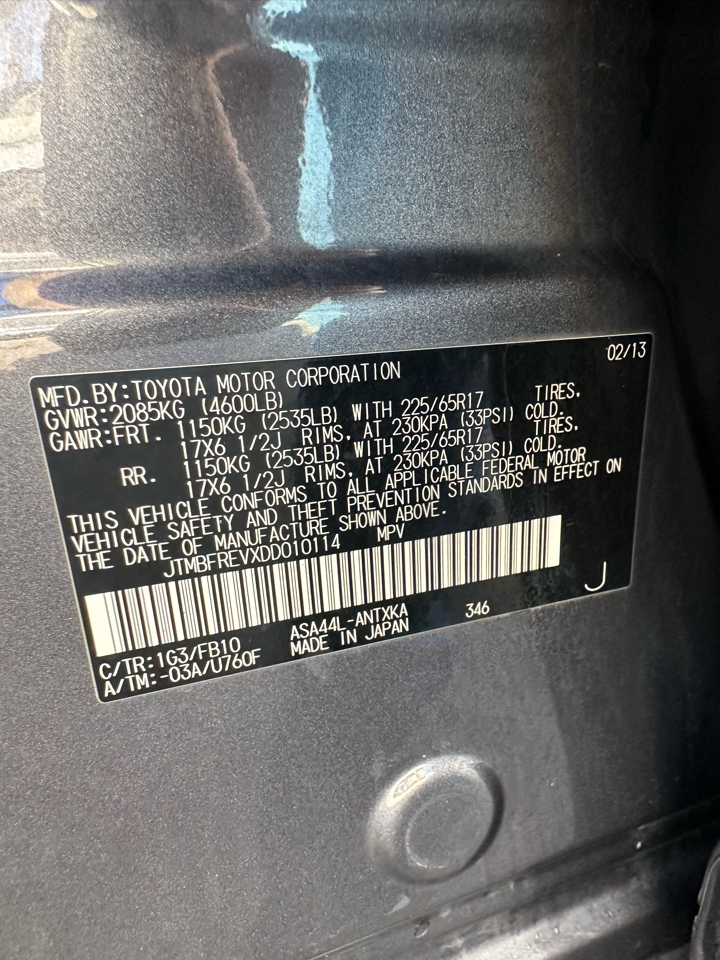 02/13
MFD.BY:TOYOTA MOTOR CORPORATION
GVWR:2085KG (4600LB)
GAWR:FRT. 1150KG (2535LB) WITH 225/65R17 TIRES,
17X6 1/2J RIMS, AT 230KPA (33PSI) COLD.
RR. 1150KG (2535LB) WITH 225/65R17 TIRES,
17X6 1/2J RIMS, AT 230KPA (33PSI) COLD.
THIS VEHICLE CONFORMS TO ALL APPLICABLE FEDERAL MOTOR
VEHICLE SAFETY AND THEFT PREVENTION STANDARDS IN EFFECT ON
THE DATE OF MANUFACTURE SHOWN ABOVE.
JTMBFREVXDD010114 MPV
J
C/TR:1G3/FB10 ASA44L-ANTXKA 346
A/TM:-03A/U760F MADE IN JAPAN